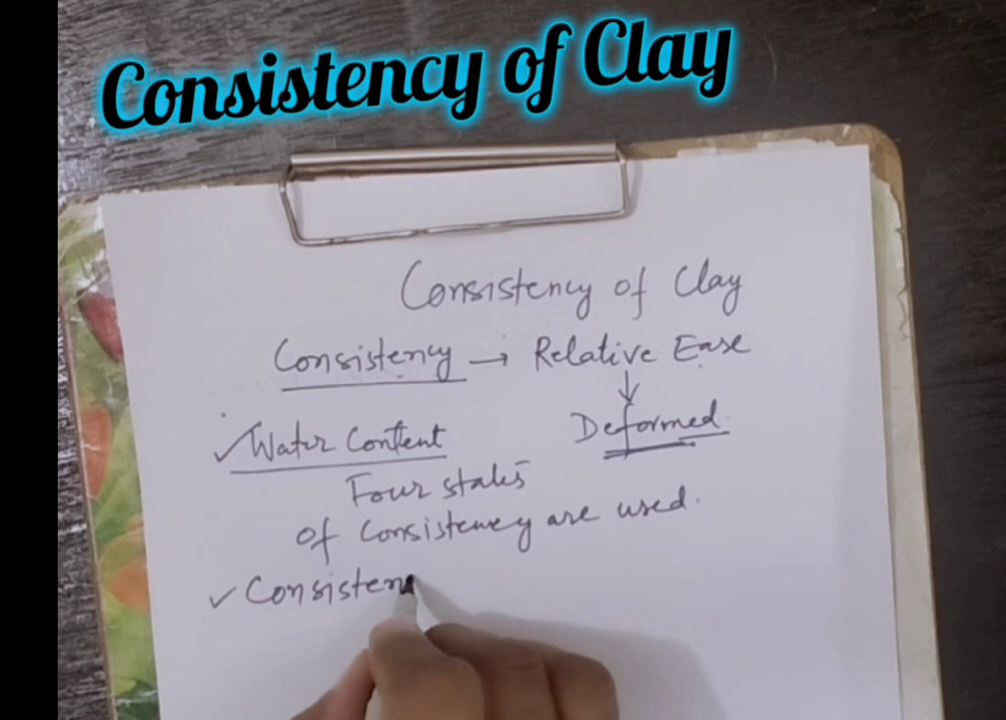 Consistency of Clay
Consistency of Clay
Consistency → Relative Ease
↓
✓ Water Content Deformed
Four states
of Consistency are used.
✓ Consisten